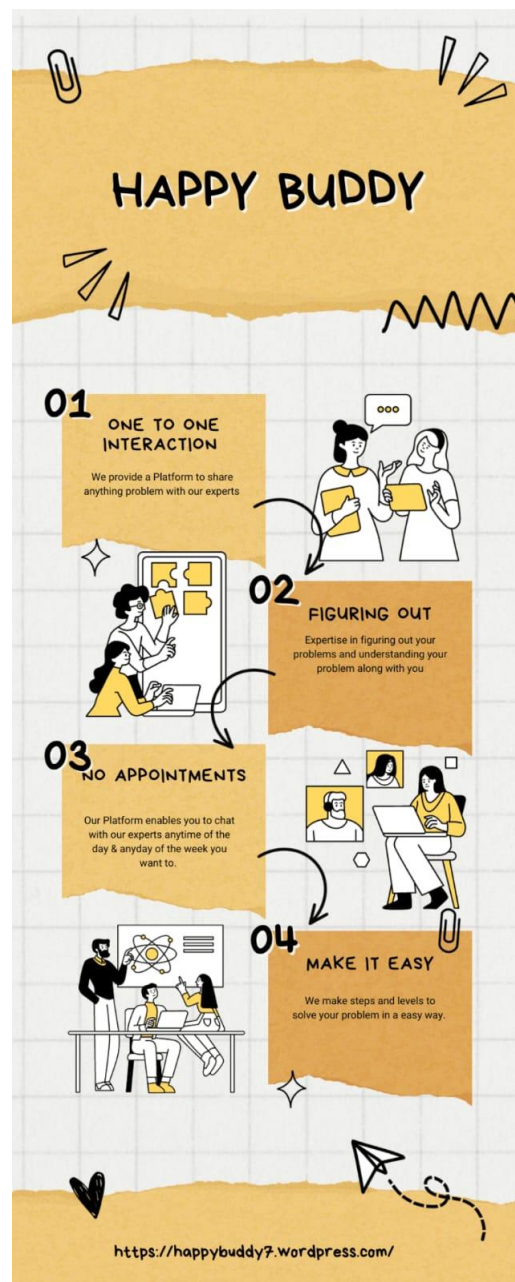 HAPPY BUDDY
01
ONE TO ONE
INTERACTION
We provide a Platform to share
anything problem with our experts
02
FIGURING OUT
Expertise in figuring out your
problems and understanding your
problem along with you
03
NO APPOINTMENTS
Our Platform enables you to chat
with our experts anytime of the
day & anyday of the week you
want to.
04
MAKE IT EASY
We make steps and levels to
solve your problem in a easy way.
https://happybuddy7.wordpress.com/